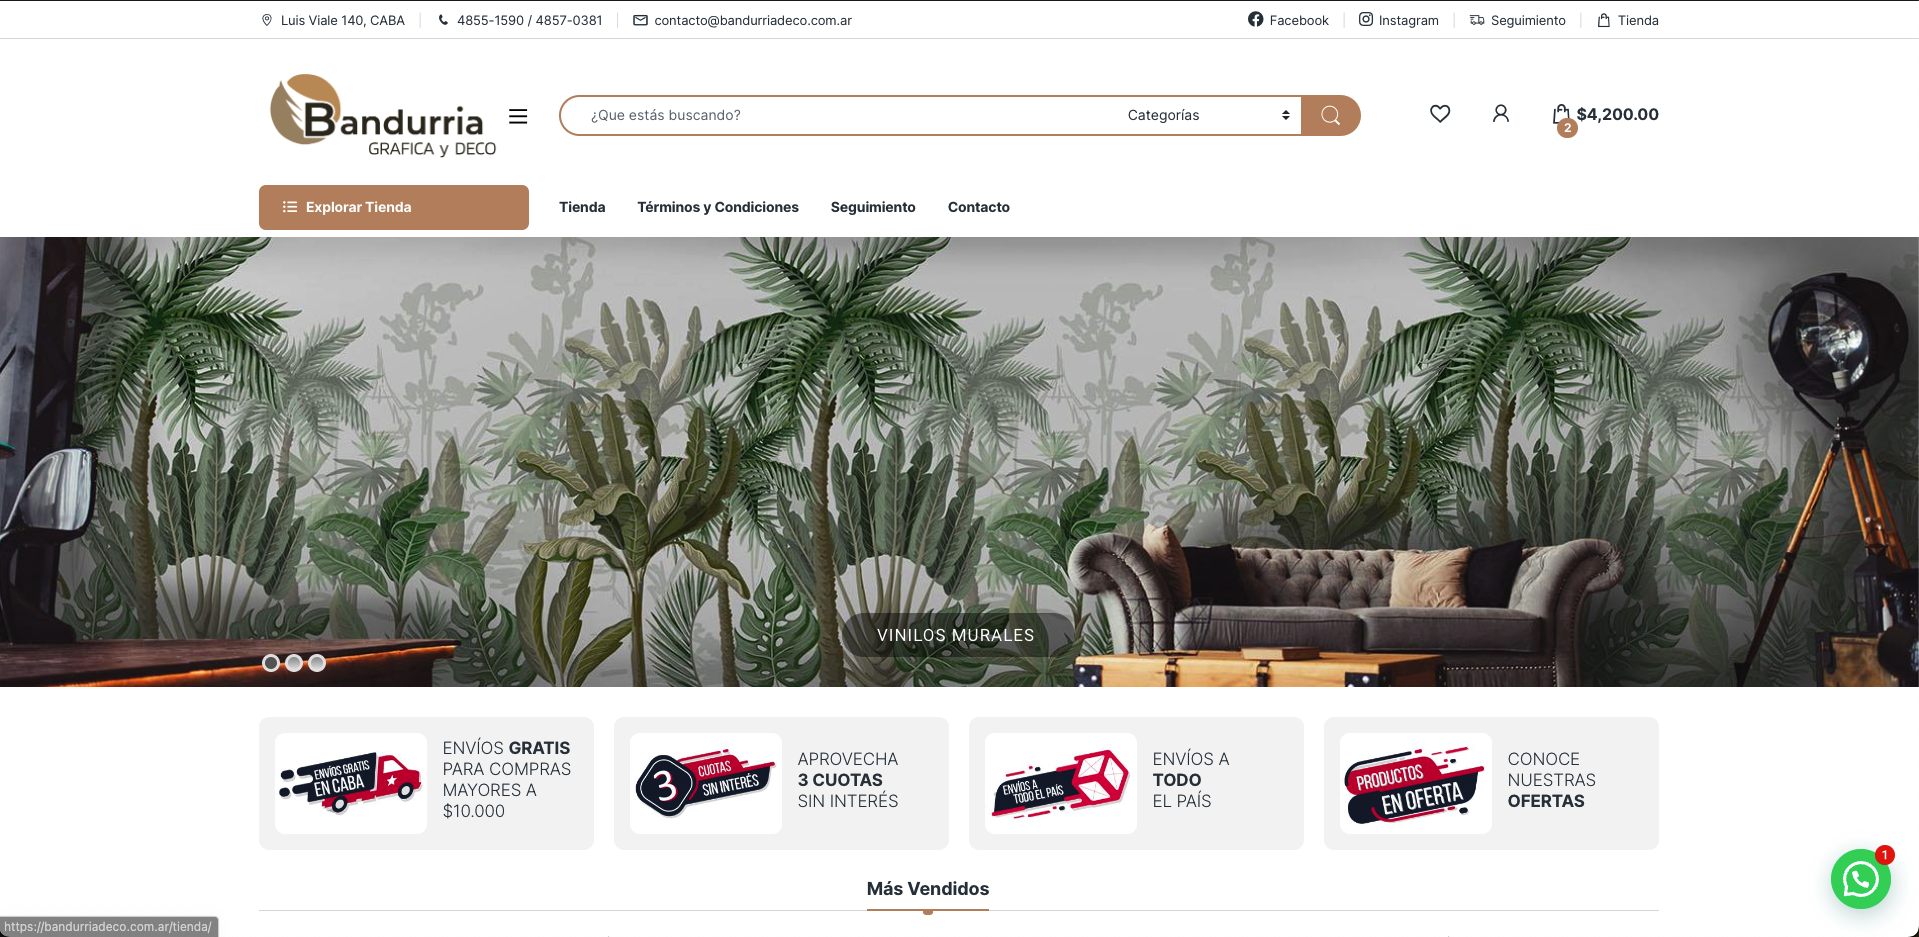 Luis Viale 140, CABA
4855-1590 / 4857-0381
contacto@bandurriadeco.com.ar
Facebook
Instagram
Seguimiento
Tienda
Bandurria
GRAFICA y DECO
¿Que estás buscando?
Categorías
$4,200.00
2
Explorar Tienda
Tienda
Términos y Condiciones
Seguimiento
Contacto
VINILOS MURALES
ENVÍOS GRATIS
EN CABA
ENVÍOS GRATIS
PARA COMPRAS
MAYORES A
$10.000
3 CUOTAS
SIN INTERÉS
APROVECHA
3 CUOTAS
SIN INTERÉS
ENVÍOS A
TODO EL PAÍS
ENVÍOS A
TODO
EL PAÍS
PRODUCTOS
EN OFERTA
CONOCE
NUESTRAS
OFERTAS
1
Más Vendidos
https://bandurriadeco.com.ar/tienda/